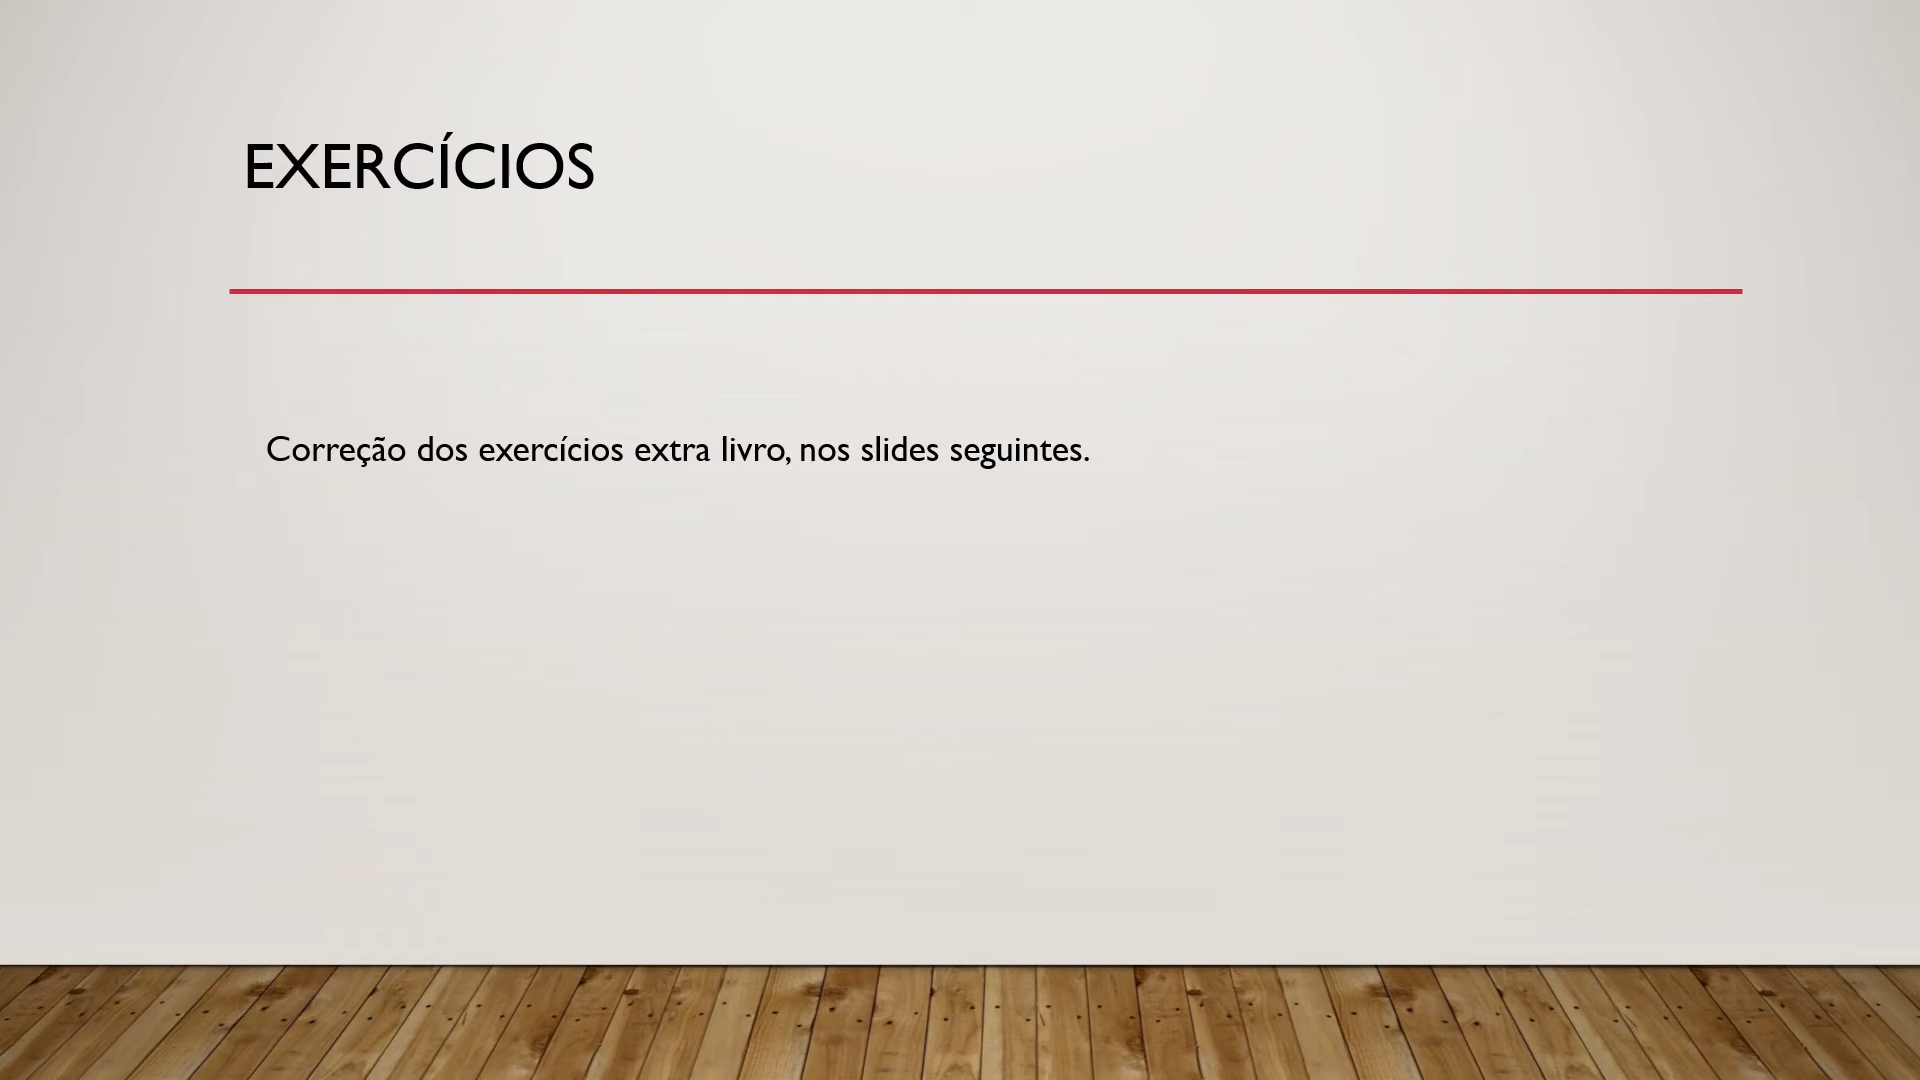 EXERCÍCIOS
Correção dos exercícios extra livro, nos slides seguintes.